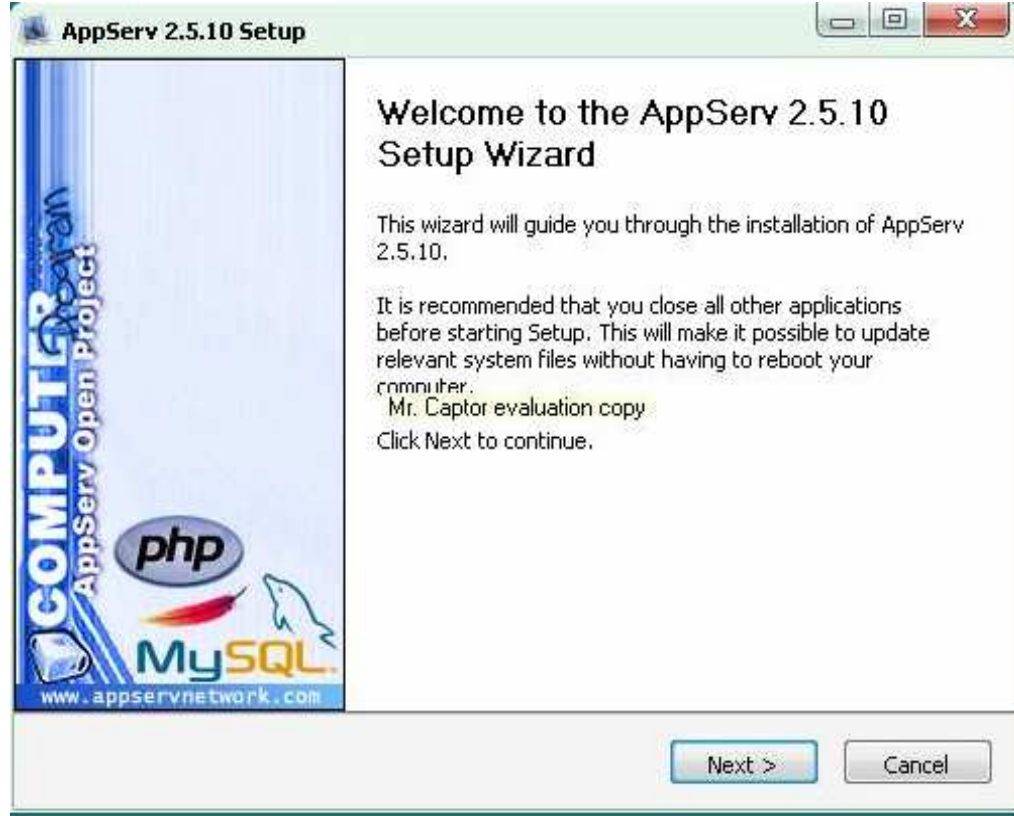 AppServ 2.5.10 Setup
Welcome to the AppServ 2.5.10
Setup Wizard
This wizard will guide you through the installation of AppServ
2.5.10.
It is recommended that you close all other applications
before starting Setup. This will make it possible to update
relevant system files without having to reboot your
computer.
Mr. Captor evaluation copy
Click Next to continue.
COMPUTER
Program
AppServ Open Project
php
MySQL
www.appservnetwork.com
Next >
Cancel